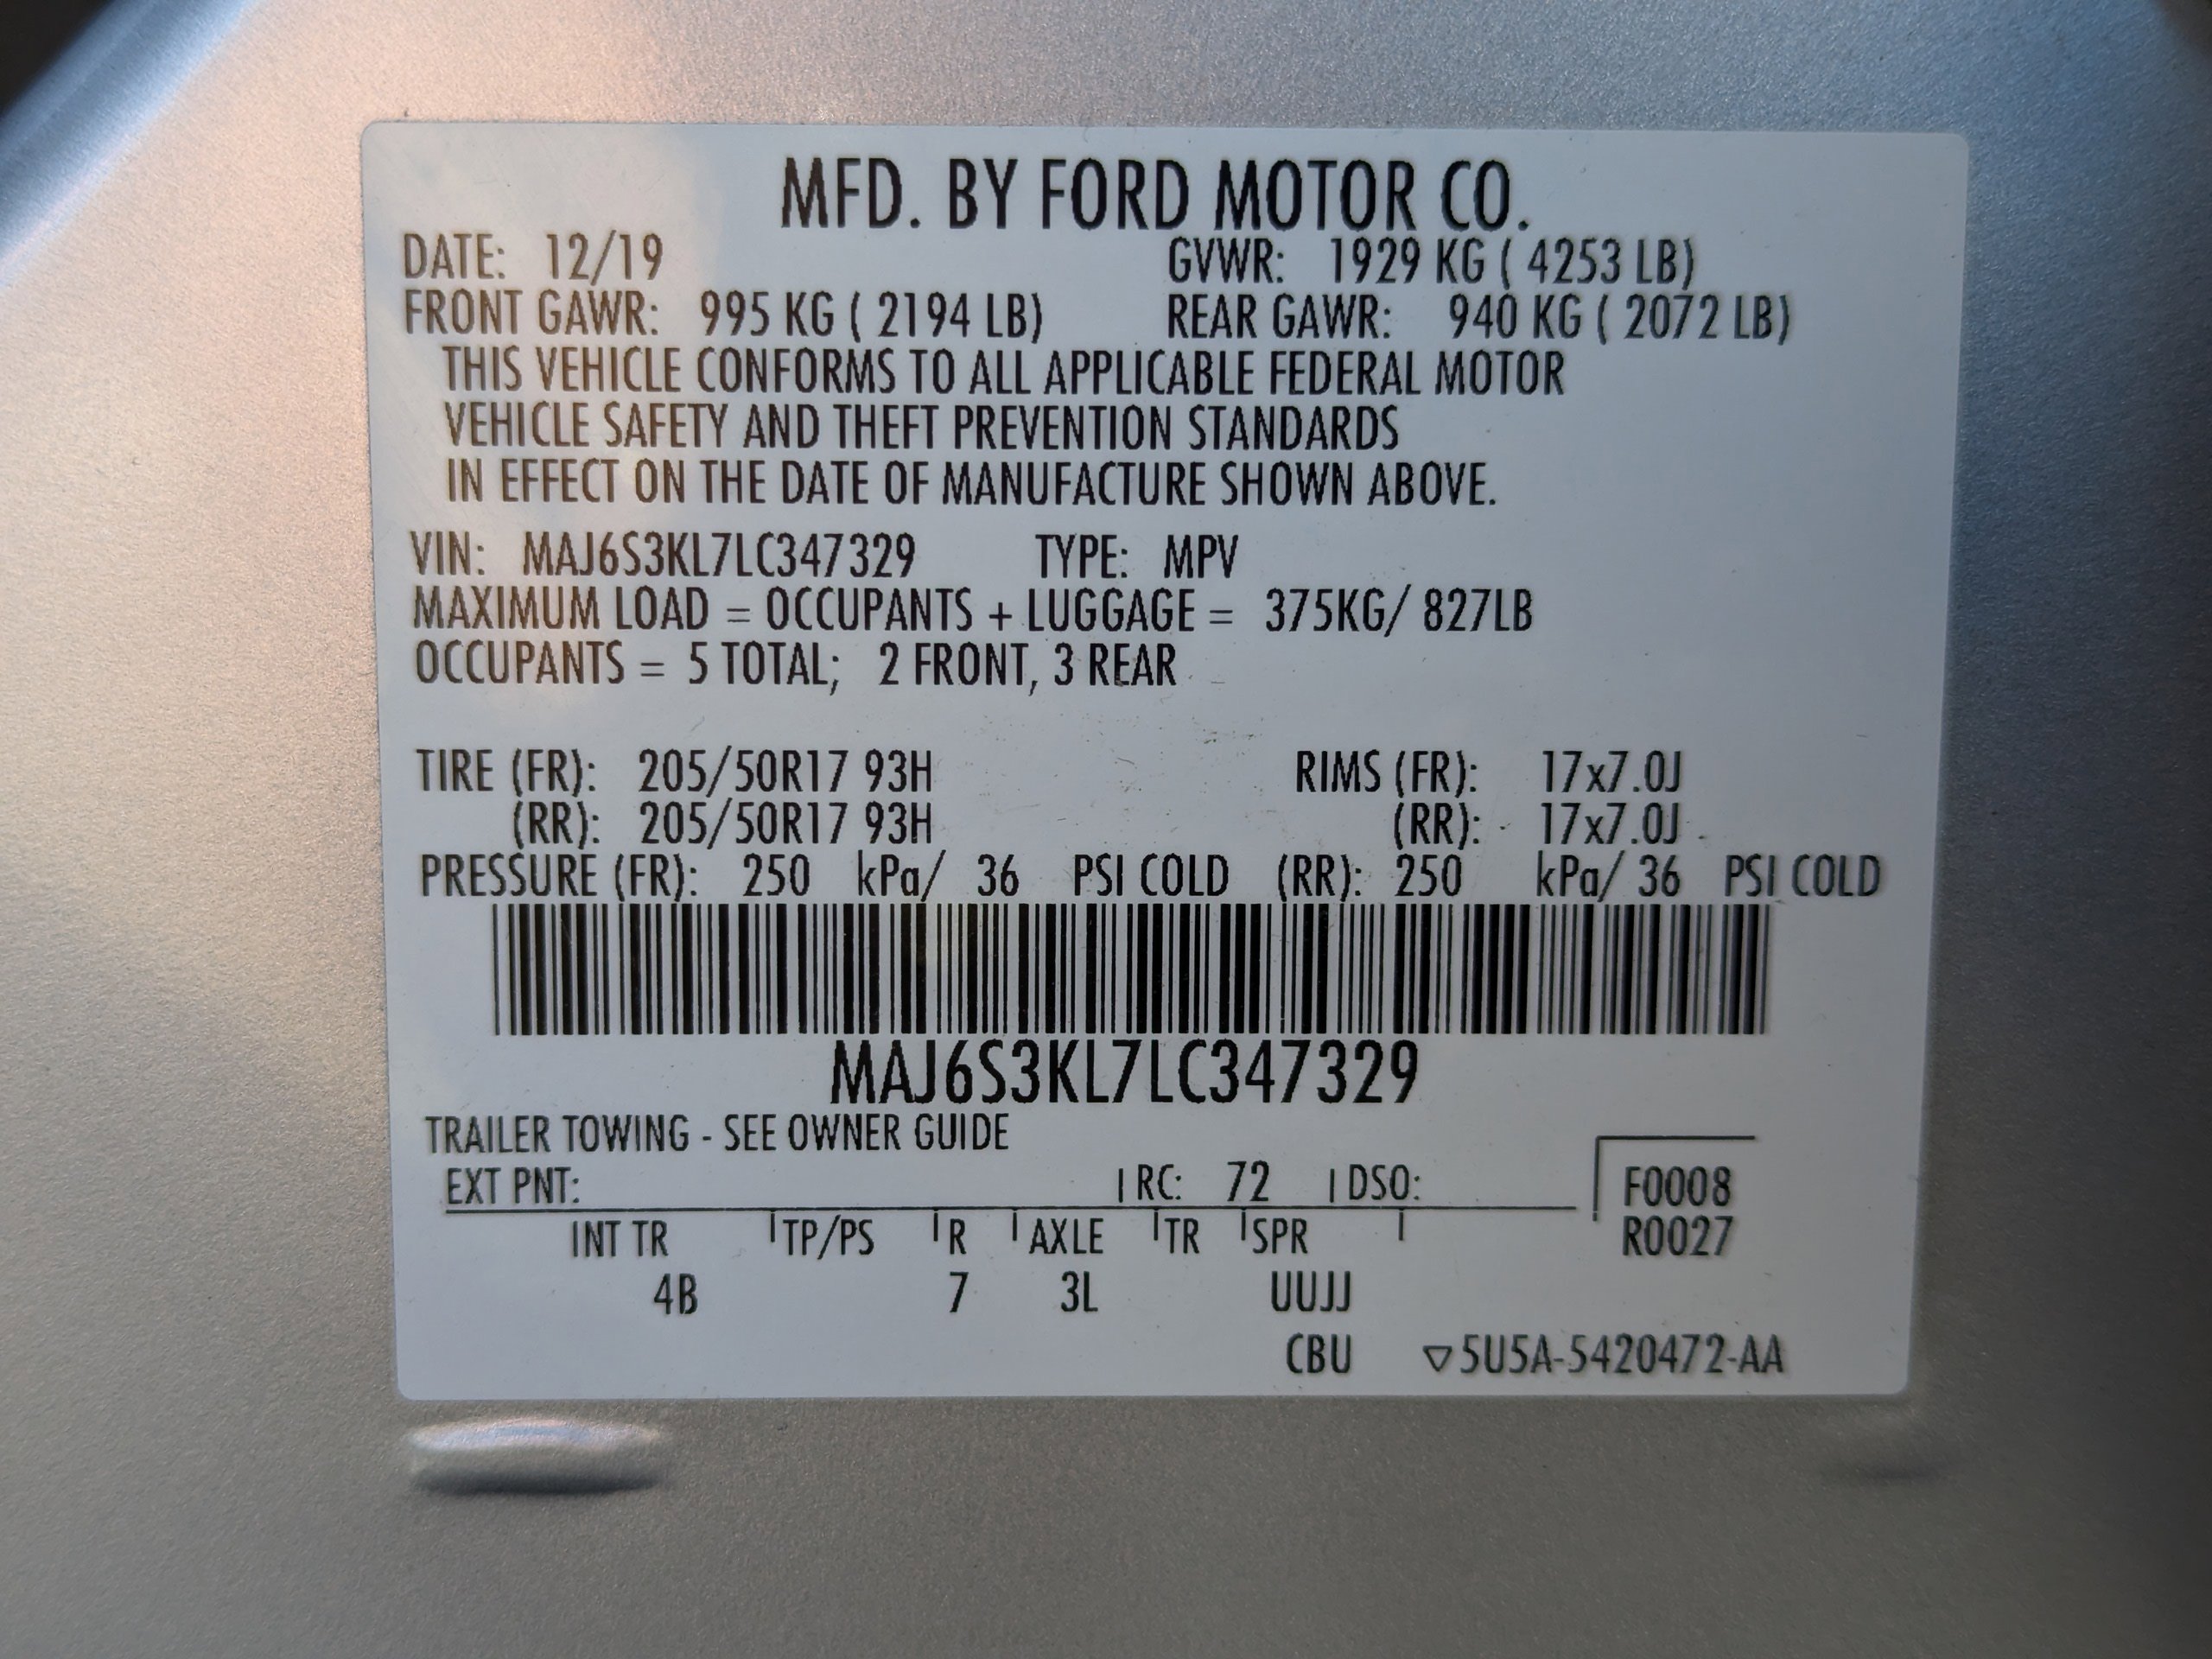 MFD. BY FORD MOTOR CO.
DATE: 12/19 GVWR: 1929 KG ( 4253 LB)
FRONT GAWR: 995 KG ( 2194 LB) REAR GAWR: 940 KG ( 2072 LB)
THIS VEHICLE CONFORMS TO ALL APPLICABLE FEDERAL MOTOR
VEHICLE SAFETY AND THEFT PREVENTION STANDARDS
IN EFFECT ON THE DATE OF MANUFACTURE SHOWN ABOVE.
VIN: MAJ6S3KL7LC347329 TYPE: MPV
MAXIMUM LOAD = OCCUPANTS + LUGGAGE = 375KG/ 827LB
OCCUPANTS = 5 TOTAL; 2 FRONT, 3 REAR
TIRE (FR): 205/50R17 93H RIMS (FR): 17x7.0J
(RR): 205/50R17 93H (RR): 17x7.0J
PRESSURE (FR): 250 kPa/ 36 PSI COLD (RR): 250 kPa/ 36 PSI COLD
MAJ6S3KL7LC347329
TRAILER TOWING - SEE OWNER GUIDE
EXT PNT: RC: 72 DSO: F0008
INT TR TP/PS R AXLE TR SPR R0027
4B 7 3L UUJJ
CBU ▽5U5A-5420472-AA